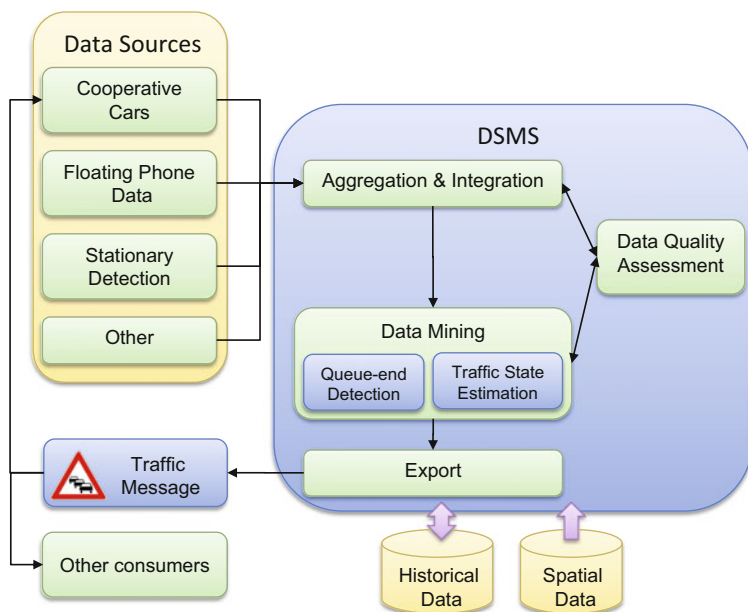 Data Sources
Cooperative
Cars
Floating Phone
Data
Stationary
Detection
Other
DSMS
Aggregation & Integration
Data Quality
Assessment
Data Mining
Queue-end
Detection
Traffic State
Estimation
Export
Traffic
Message
Other consumers
Historical
Data
Spatial
Data